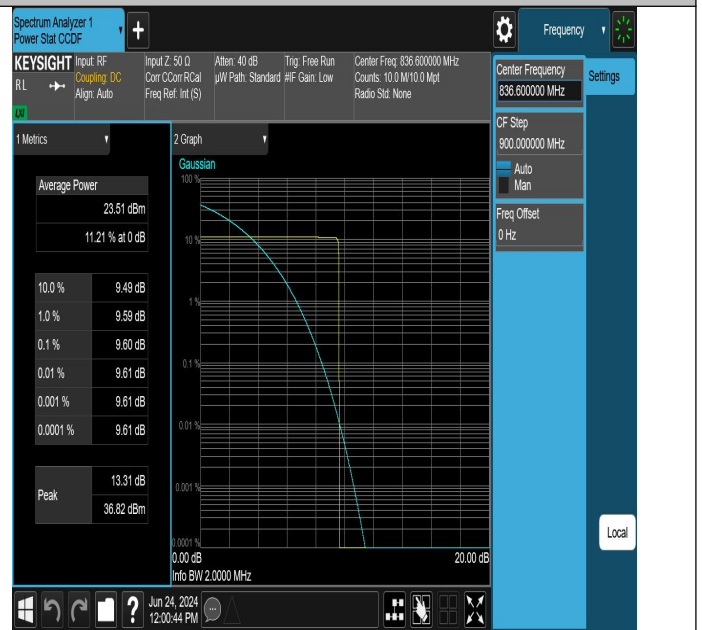 Spectrum Analyzer 1
Power Stat CCDF
+
Frequency
KEYSIGHT
RL
LXI
Input: RF
Coupling: DC
Align: Auto
Input Z: 50 Ω
Corr CCorr RCal
Freq Ref: Int (S)
Atten: 40 dB
µW Path: Standard
Trig: Free Run
#IF Gain: Low
Center Freq: 836.600000 MHz
Counts: 10.0 M/10.0 Mpt
Radio Std: None
Center Frequency
836.600000 MHz
Settings
CF Step
900.000000 MHz
Auto
Man
Freq Offset
0 Hz
1 Metrics
Average Power
23.51 dBm
11.21 % at 0 dB
10.0 % 9.49 dB
1.0 % 9.59 dB
0.1 % 9.60 dB
0.01 % 9.61 dB
0.001 % 9.61 dB
0.0001 % 9.61 dB
Peak
13.31 dB
36.82 dBm
2 Graph
Gaussian
100 %
10 %
1 %
0.1 %
0.01 %
0.001 %
0.0001 %
0.00 dB 20.00 dB
Info BW 2.0000 MHz
Local
?
Jun 24, 2024
12:00:44 PM